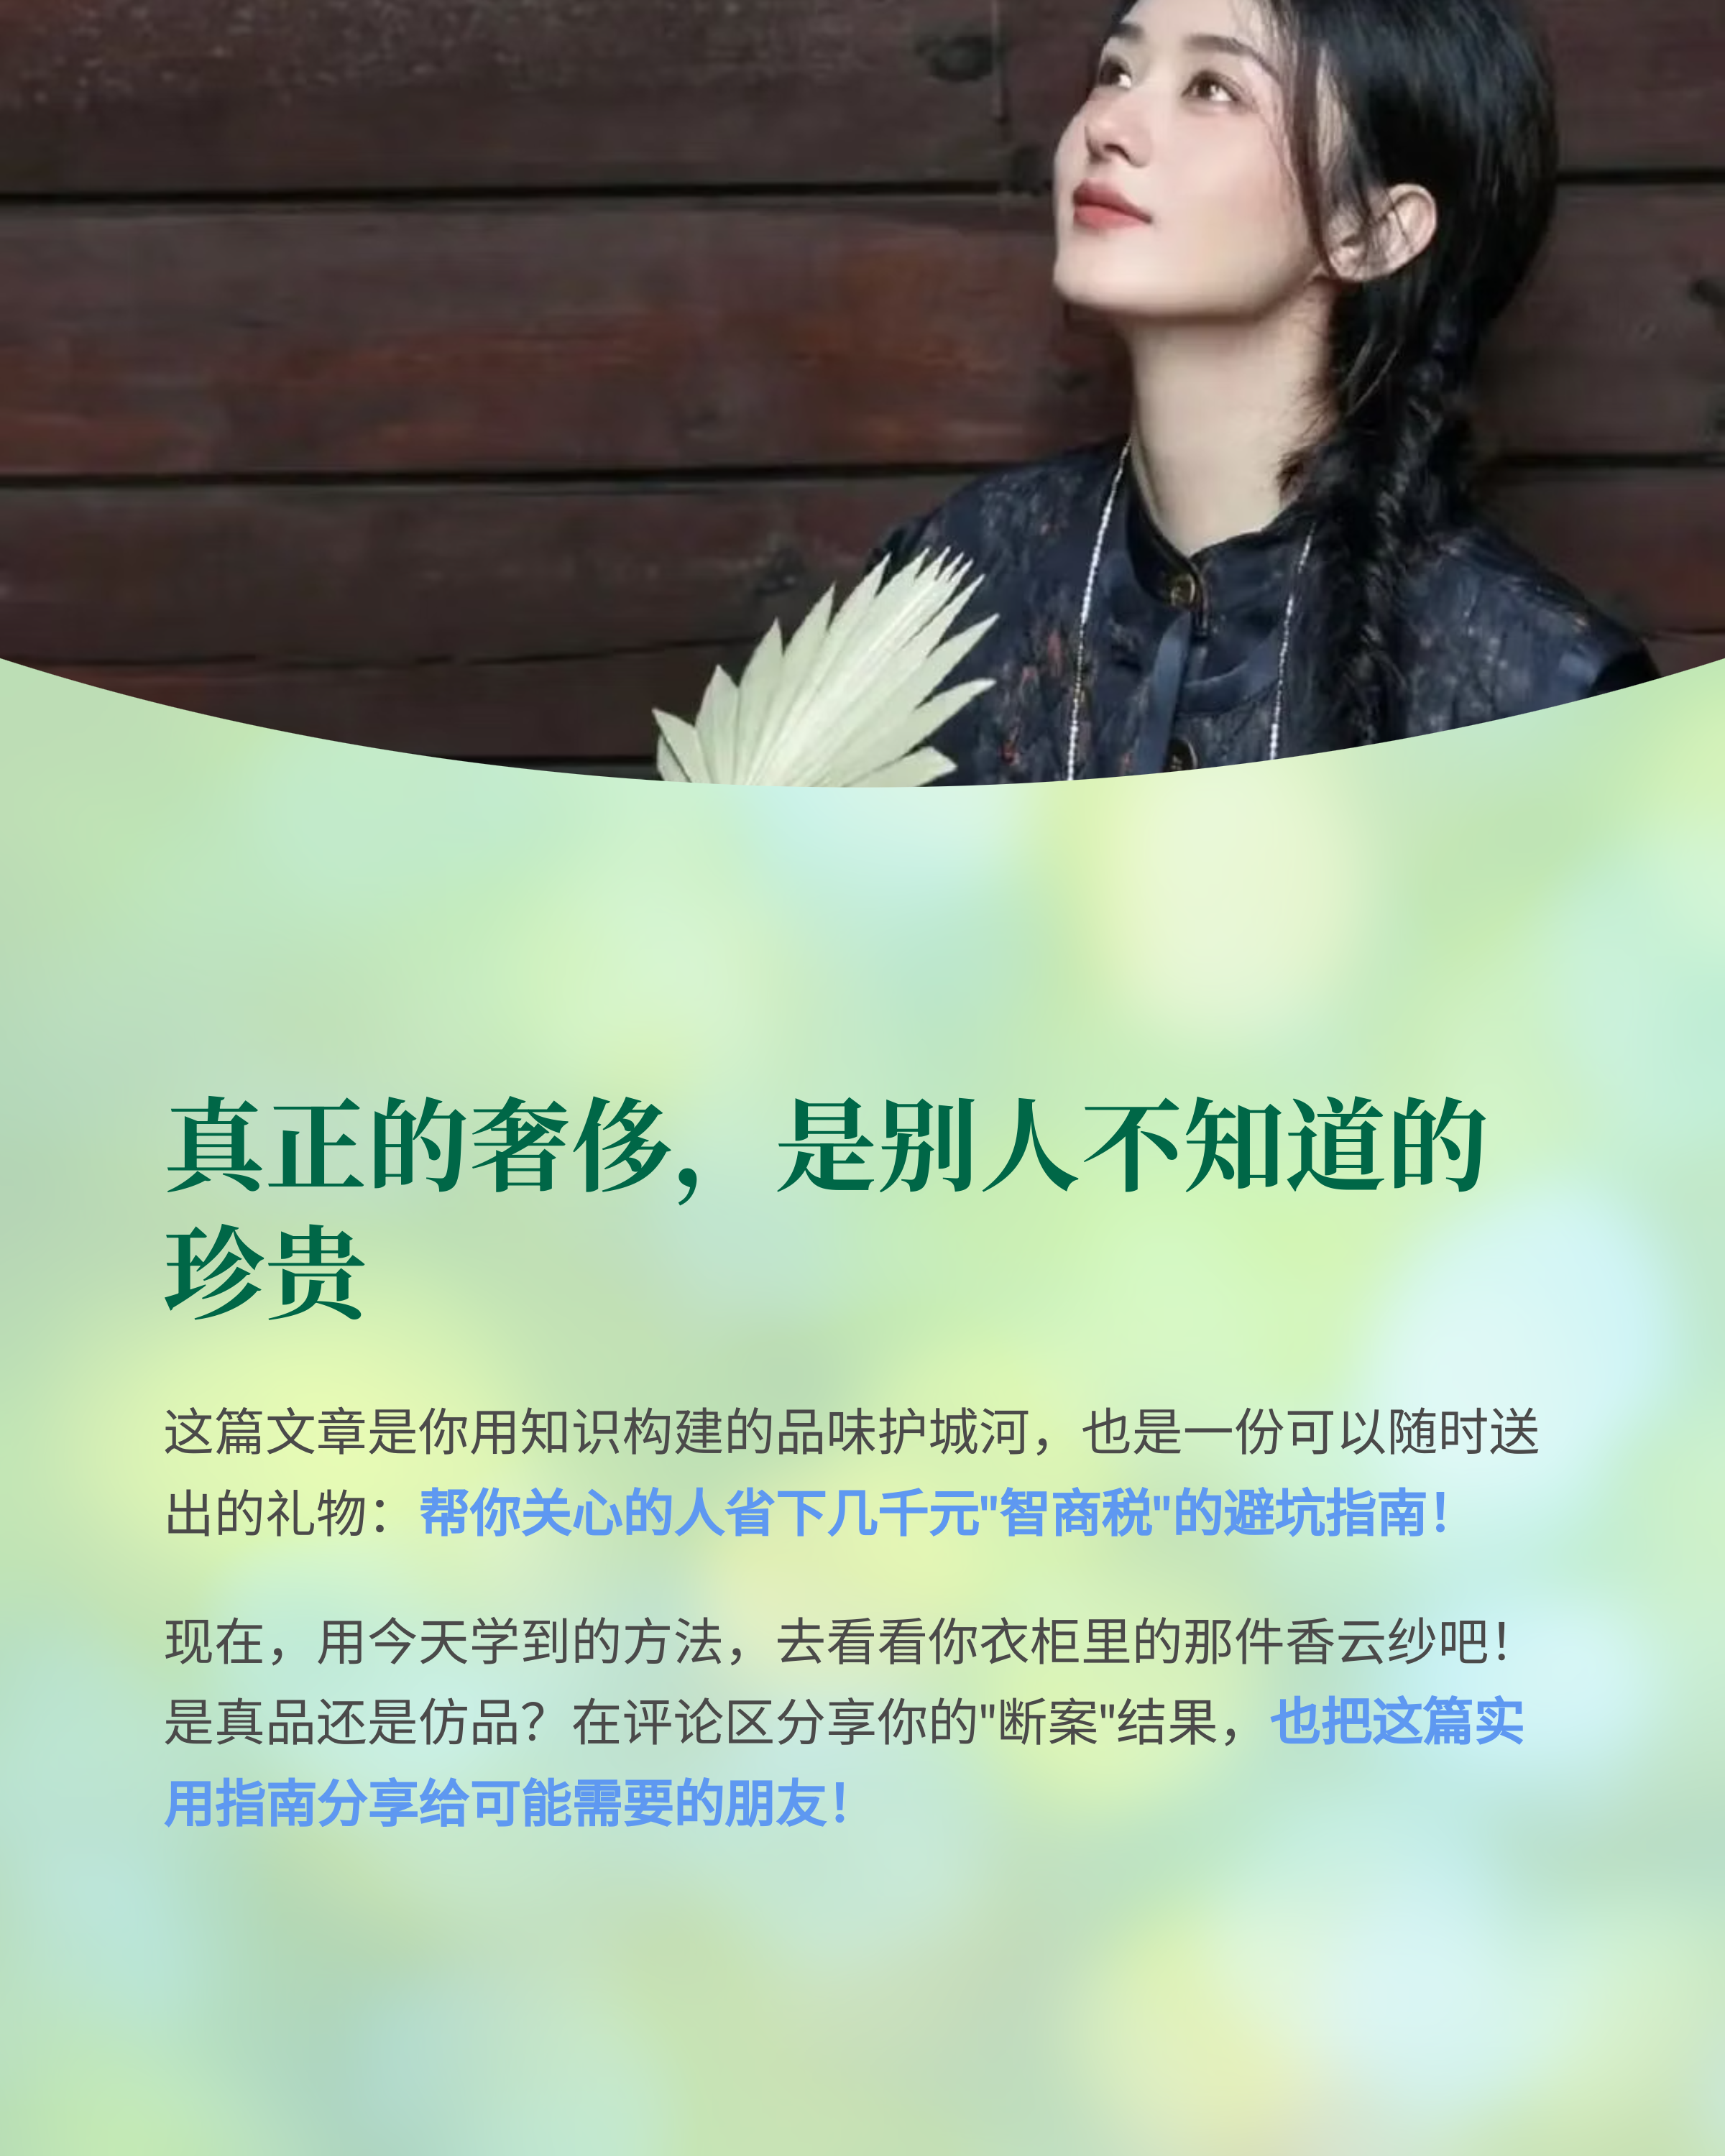 真正的奢侈，是别人不知道的
珍贵
这篇文章是你用知识构建的品味护城河，也是一份可以随时送
出的礼物：帮你关心的人省下几千元"智商税"的避坑指南！
现在，用今天学到的方法，去看看你衣柜里的那件香云纱吧！
是真品还是仿品？在评论区分享你的"断案"结果，也把这篇实
用指南分享给可能需要的朋友！